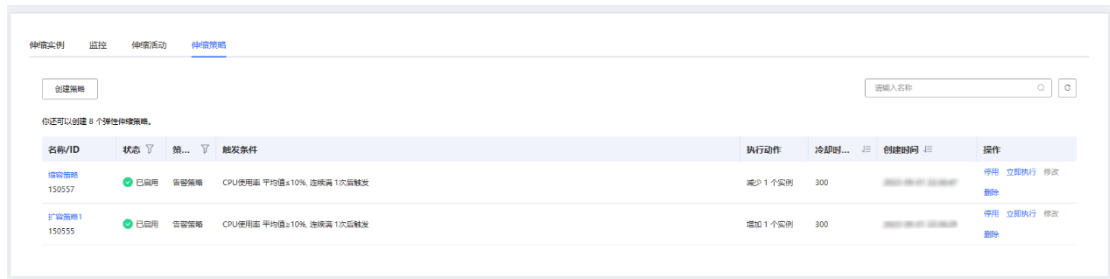 伸缩实例 监控 伸缩活动 伸缩策略
创建策略 请输入名称
你还可以创建 8 个弹性伸缩策略。
名称/ID 状态 策... 触发条件 执行动作 冷却时... 创建时间 操作
缩容策略 150557 已启用 告警策略 CPU使用率 平均值≤10%, 连续满 1次后触发 减少 1 个实例 300 停用 立即执行 修改 删除
扩容策略1 150555 已启用 告警策略 CPU使用率 平均值≥10%, 连续满 1次后触发 增加 1 个实例 300 停用 立即执行 修改 删除